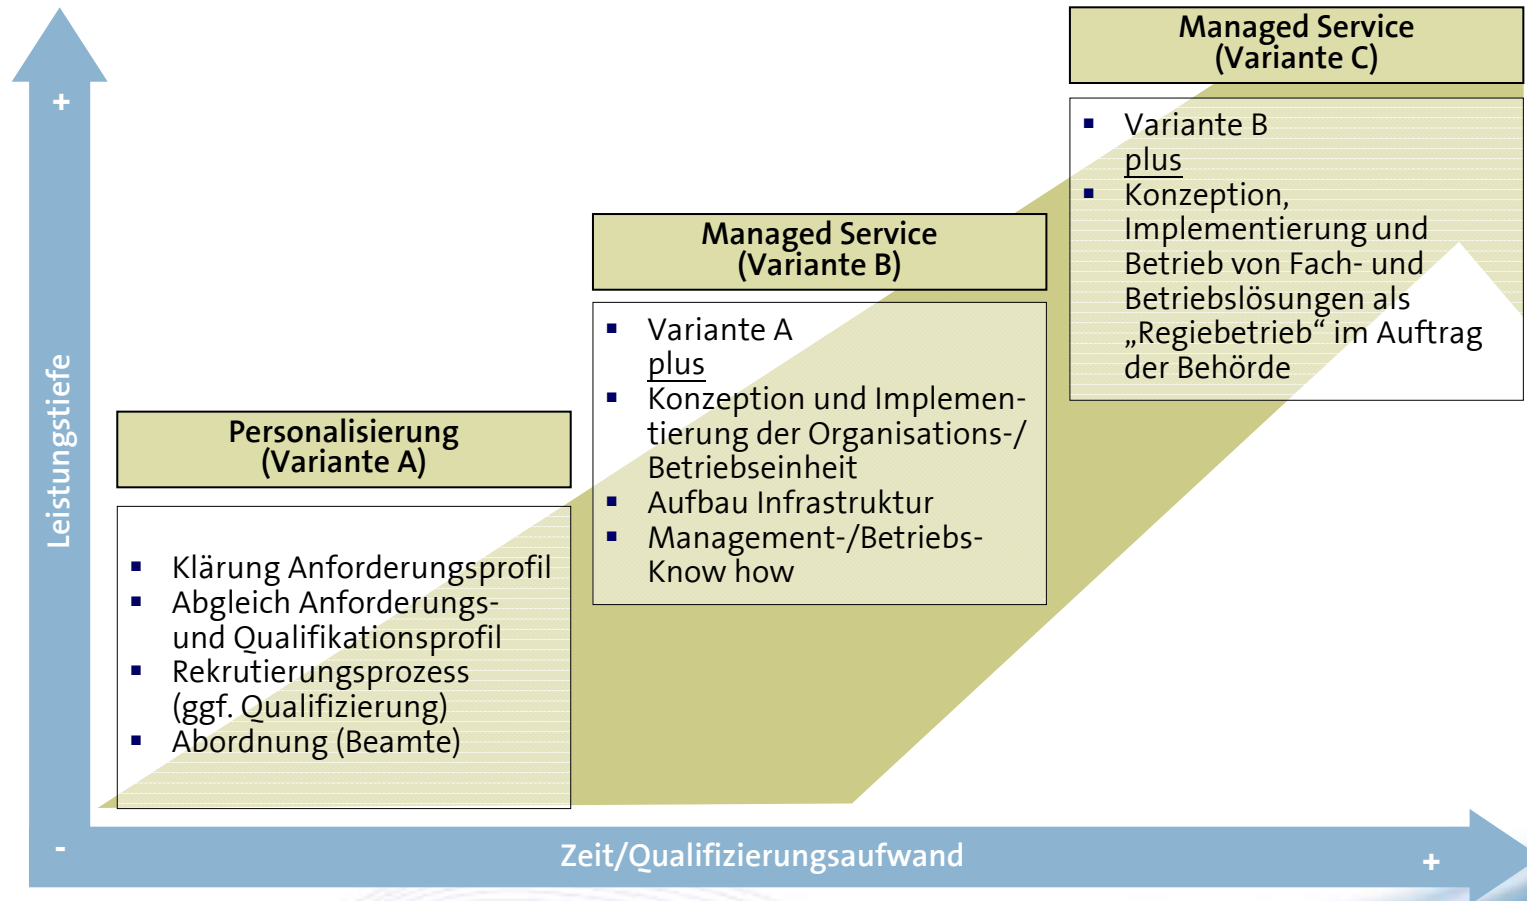 Managed Service
(Variante C)
+
▪ Variante B
plus
▪ Konzeption,
Implementierung und
Betrieb von Fach- und
Betriebslösungen als
„Regiebetrieb“ im Auftrag
der Behörde
Managed Service
(Variante B)
▪ Variante A
plus
▪ Konzeption und Implemen-
tierung der Organisations-/
Betriebseinheit
▪ Aufbau Infrastruktur
▪ Management-/Betriebs-
Know how
Leistungstiefe
Personalisierung
(Variante A)
▪ Klärung Anforderungsprofil
▪ Abgleich Anforderungs-
und Qualifikationsprofil
▪ Rekrutierungsprozess
(ggf. Qualifizierung)
▪ Abordnung (Beamte)
-
Zeit/Qualifizierungsaufwand
+